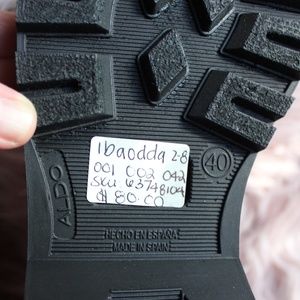 Ibaodda 2-8
001 002 042
SKU 63748104
$ 80.00
40
ALDO
HECHO EN ESPAÑA
MADE IN SPAIN